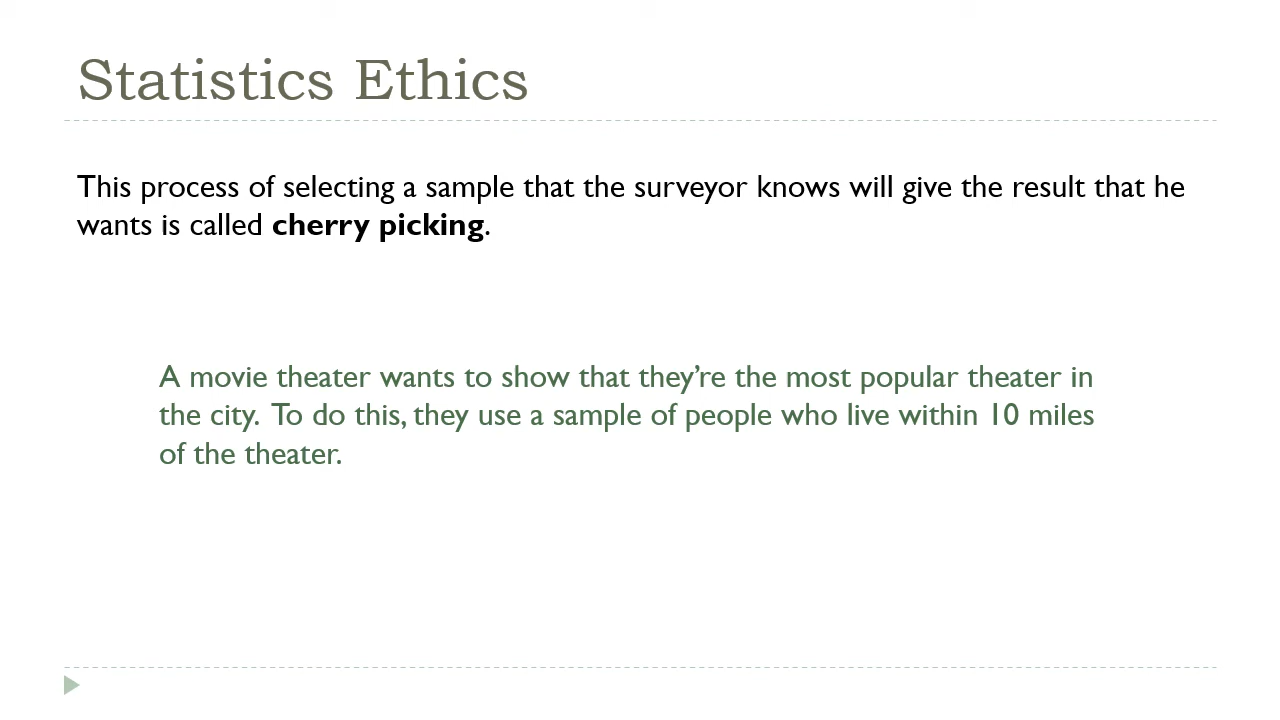 Statistics Ethics
This process of selecting a sample that the surveyor knows will give the result that he
wants is called cherry picking.
A movie theater wants to show that they’re the most popular theater in
the city.  To do this, they use a sample of people who live within 10 miles
of the theater.